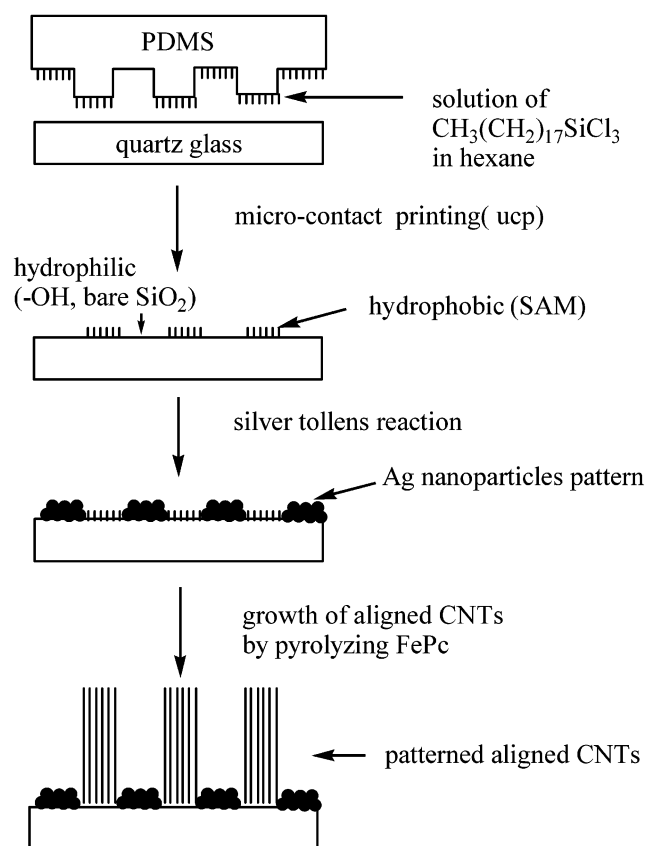 PDMS
solution of
CH3(CH2)17SiCl3
in hexane
quartz glass
micro-contact printing( ucp)
hydrophilic
(-OH, bare SiO2)
hydrophobic (SAM)
silver tollens reaction
Ag nanoparticles pattern
growth of aligned CNTs
by pyrolyzing FePc
patterned aligned CNTs